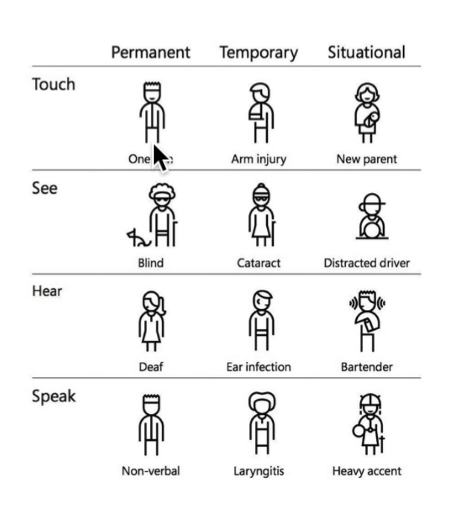 Permanent Temporary Situational
Touch
One
Arm injury
New parent
See
Blind
Cataract
Distracted driver
Hear
Deaf
Ear infection
Bartender
Speak
Non-verbal
Laryngitis
Heavy accent